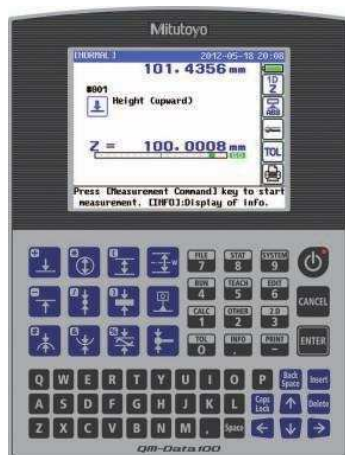 Mitutoyo
[NORMAL ] 2012-05-18 20:08
101.4356 mm
1D
Z
#801
Height (upward)
ABS
Z = 100.0008 mm
TOL
GO
Press [Measurement Command] key to start
measurement. [INFO]:Display of info.
FILE STAT SYSTEM
7 8 9
RUN TEACH EDIT
4 5 6
CANCEL
CALC OTHER 2.D
1 2 3
TOL INFO PRINT
0 . −
ENTER
Q W E R T Y U I O P Back Space Insert
A S D F G H J K L Caps Lock ↑ Delete
Z X C V B N M . Space ← ↓ →
QM-Data100